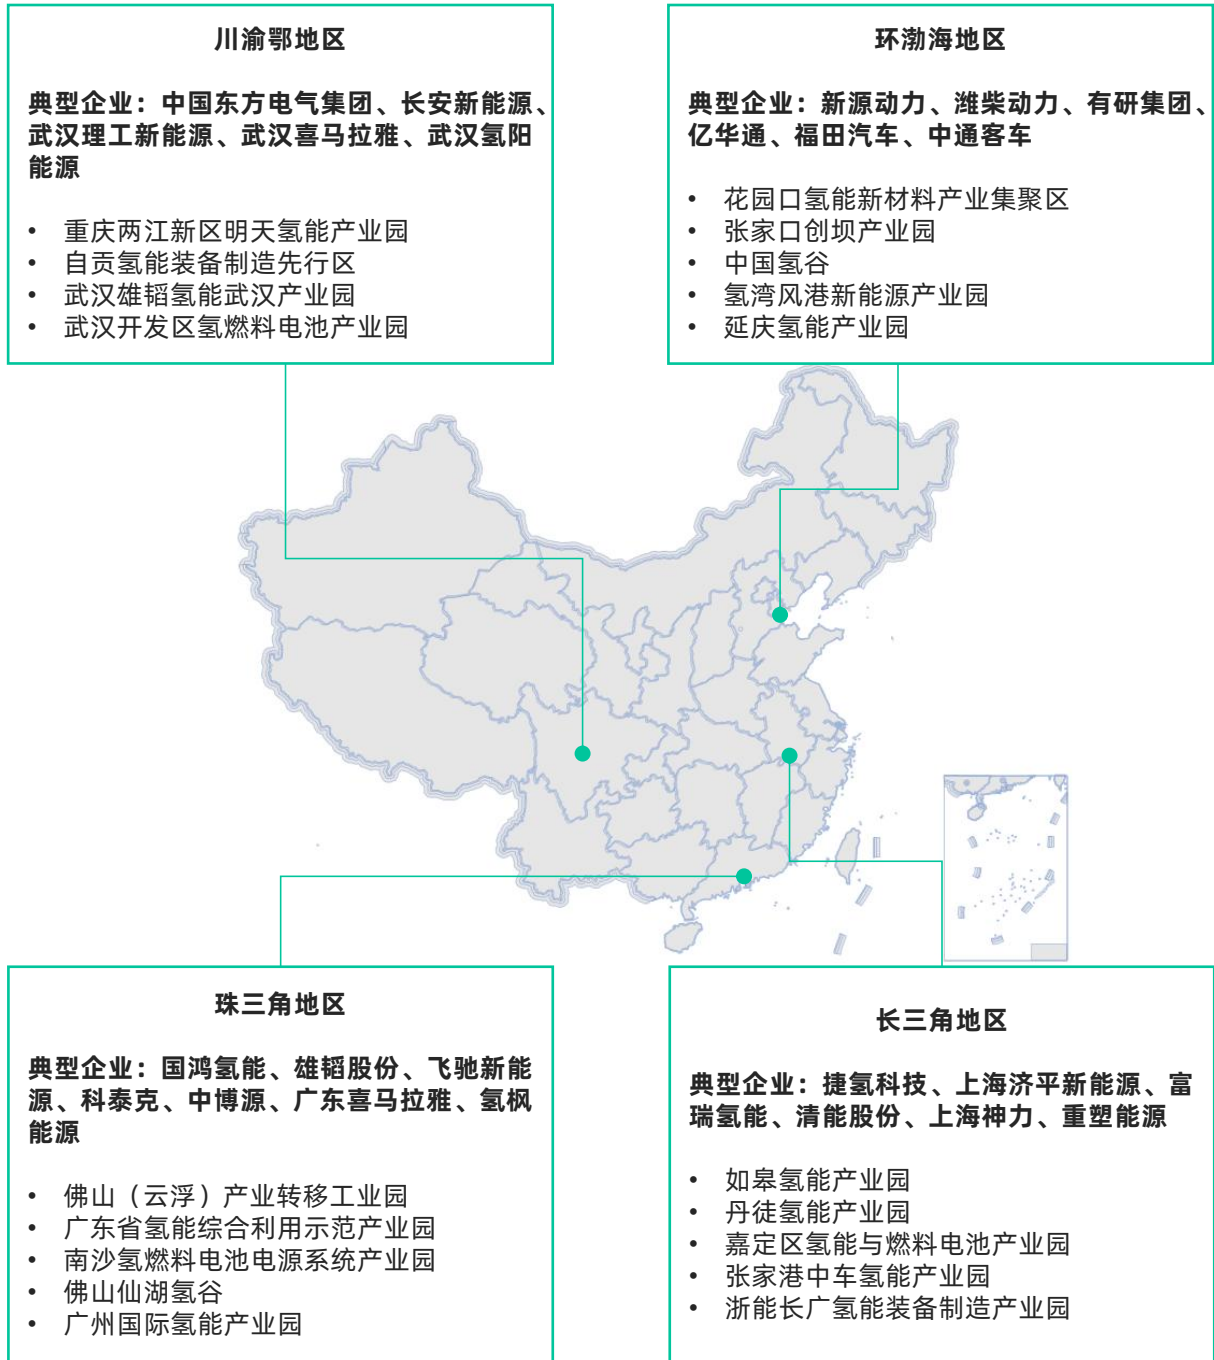 川渝鄂地区
典型企业：中国东方电气集团、长安新能源、
武汉理工新能源、武汉喜马拉雅、武汉氢阳
能源
• 重庆两江新区明天氢能产业园
• 自贡氢能装备制造先行区
• 武汉雄韬氢能武汉产业园
• 武汉开发区氢燃料电池产业园
环渤海地区
典型企业：新源动力、潍柴动力、有研集团、
亿华通、福田汽车、中通客车
• 花园口氢能新材料产业集聚区
• 张家口创坝产业园
• 中国氢谷
• 氢湾风港新能源产业园
• 延庆氢能产业园
珠三角地区
典型企业：国鸿氢能、雄韬股份、飞驰新能
源、科泰克、中博源、广东喜马拉雅、氢枫
能源
• 佛山（云浮）产业转移工业园
• 广东省氢能综合利用示范产业园
• 南沙氢燃料电池电源系统产业园
• 佛山仙湖氢谷
• 广州国际氢能产业园
长三角地区
典型企业：捷氢科技、上海济平新能源、富
瑞氢能、清能股份、上海神力、重塑能源
• 如皋氢能产业园
• 丹徒氢能产业园
• 嘉定区氢能与燃料电池产业园
• 张家港中车氢能产业园
• 浙能长广氢能装备制造产业园